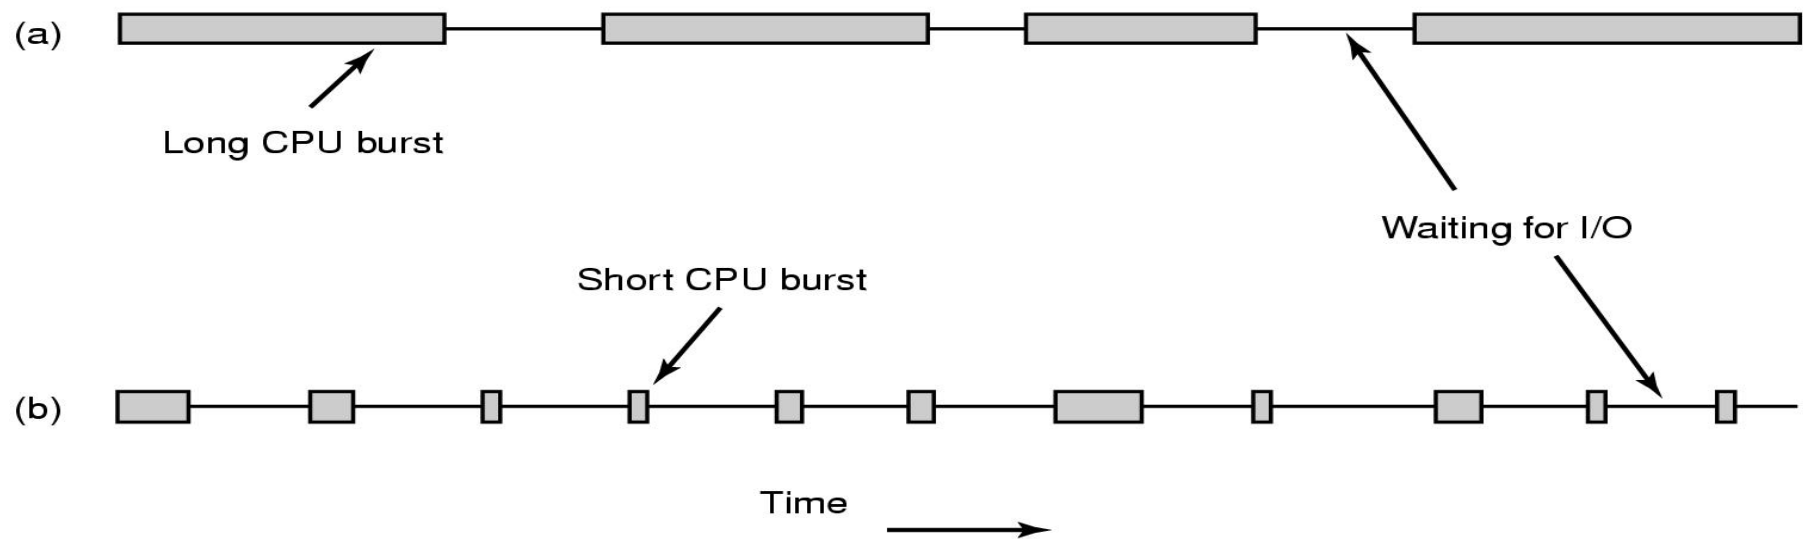 (a)
Long CPU burst
Waiting for I/O
Short CPU burst
(b)
Time